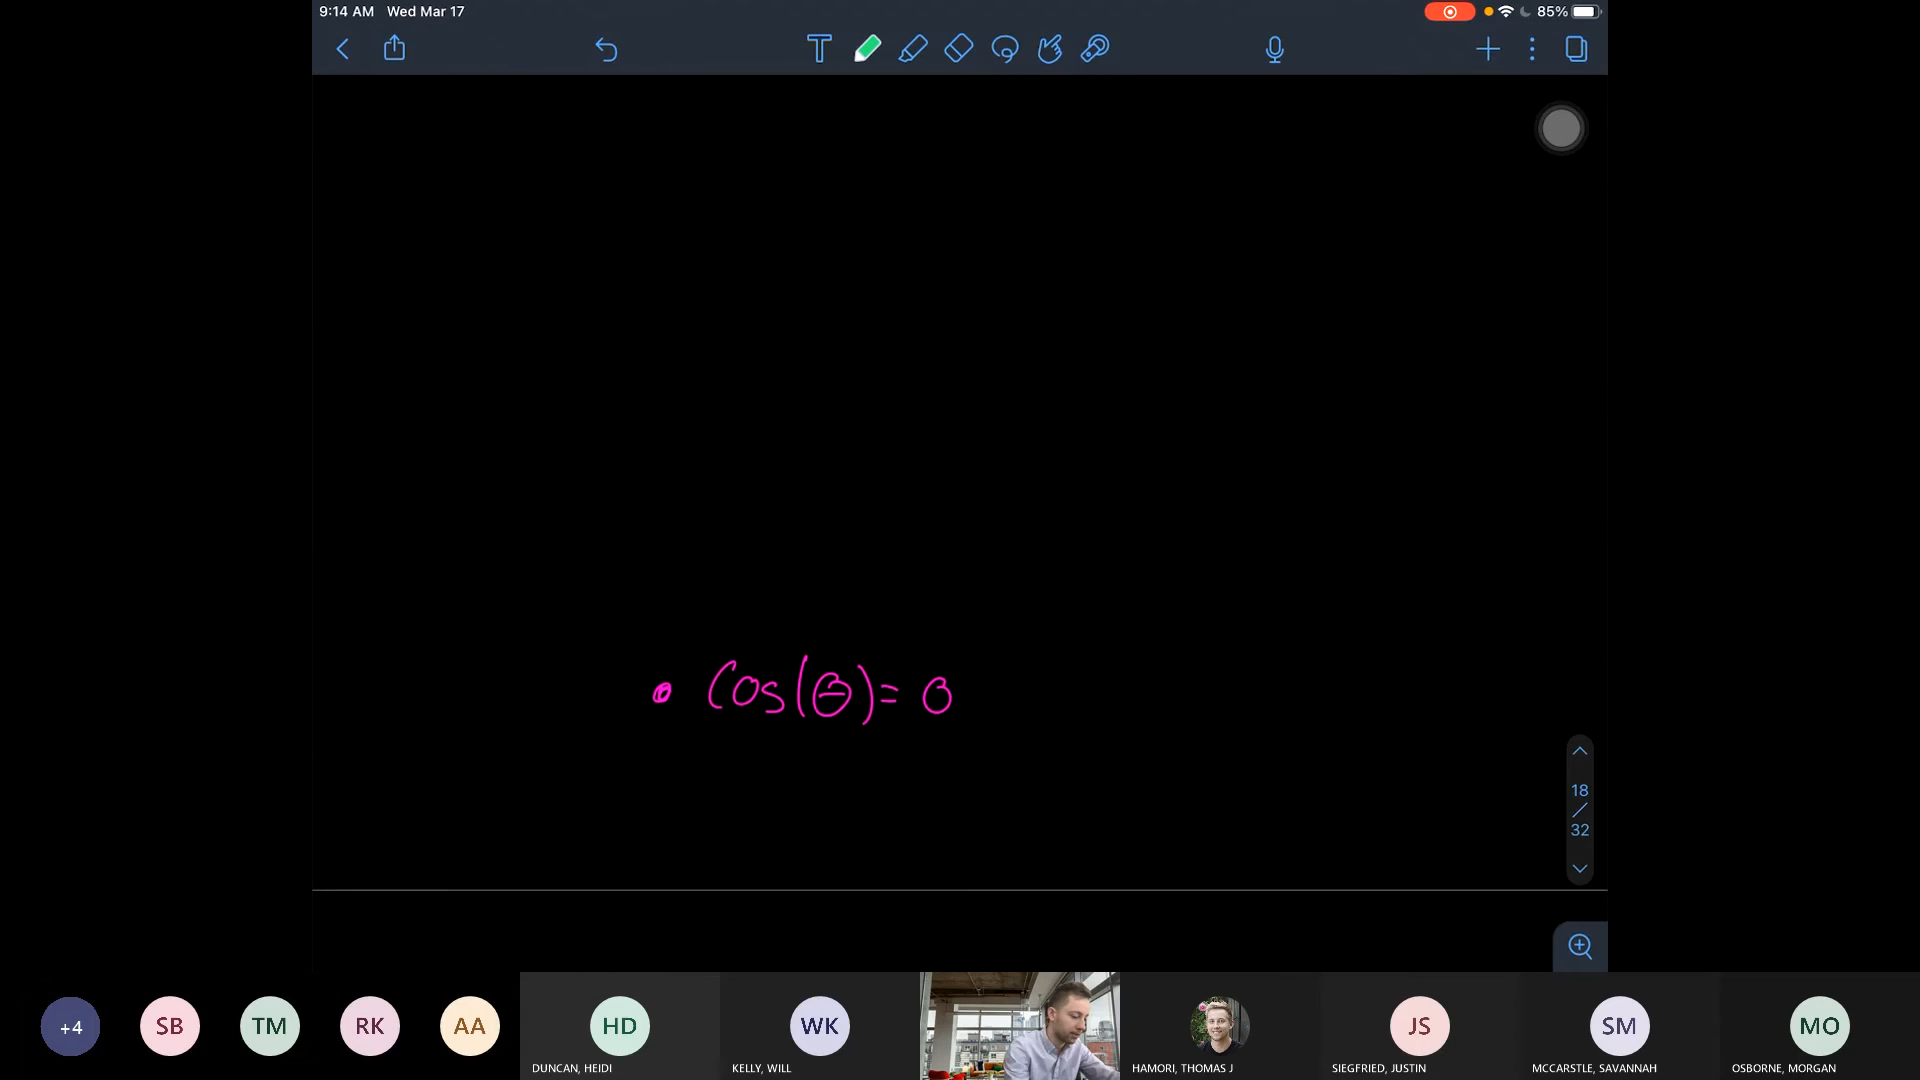 9:14 AM Wed Mar 17
85%
T
• Cos(θ)= 0
18
/
32
+4
SB
TM
RK
AA
HD
WK
JS
SM
MO
DUNCAN, HEIDI
KELLY, WILL
HAMORI, THOMAS J
SIEGFRIED, JUSTIN
MCCARSTLE, SAVANNAH
OSBORNE, MORGAN